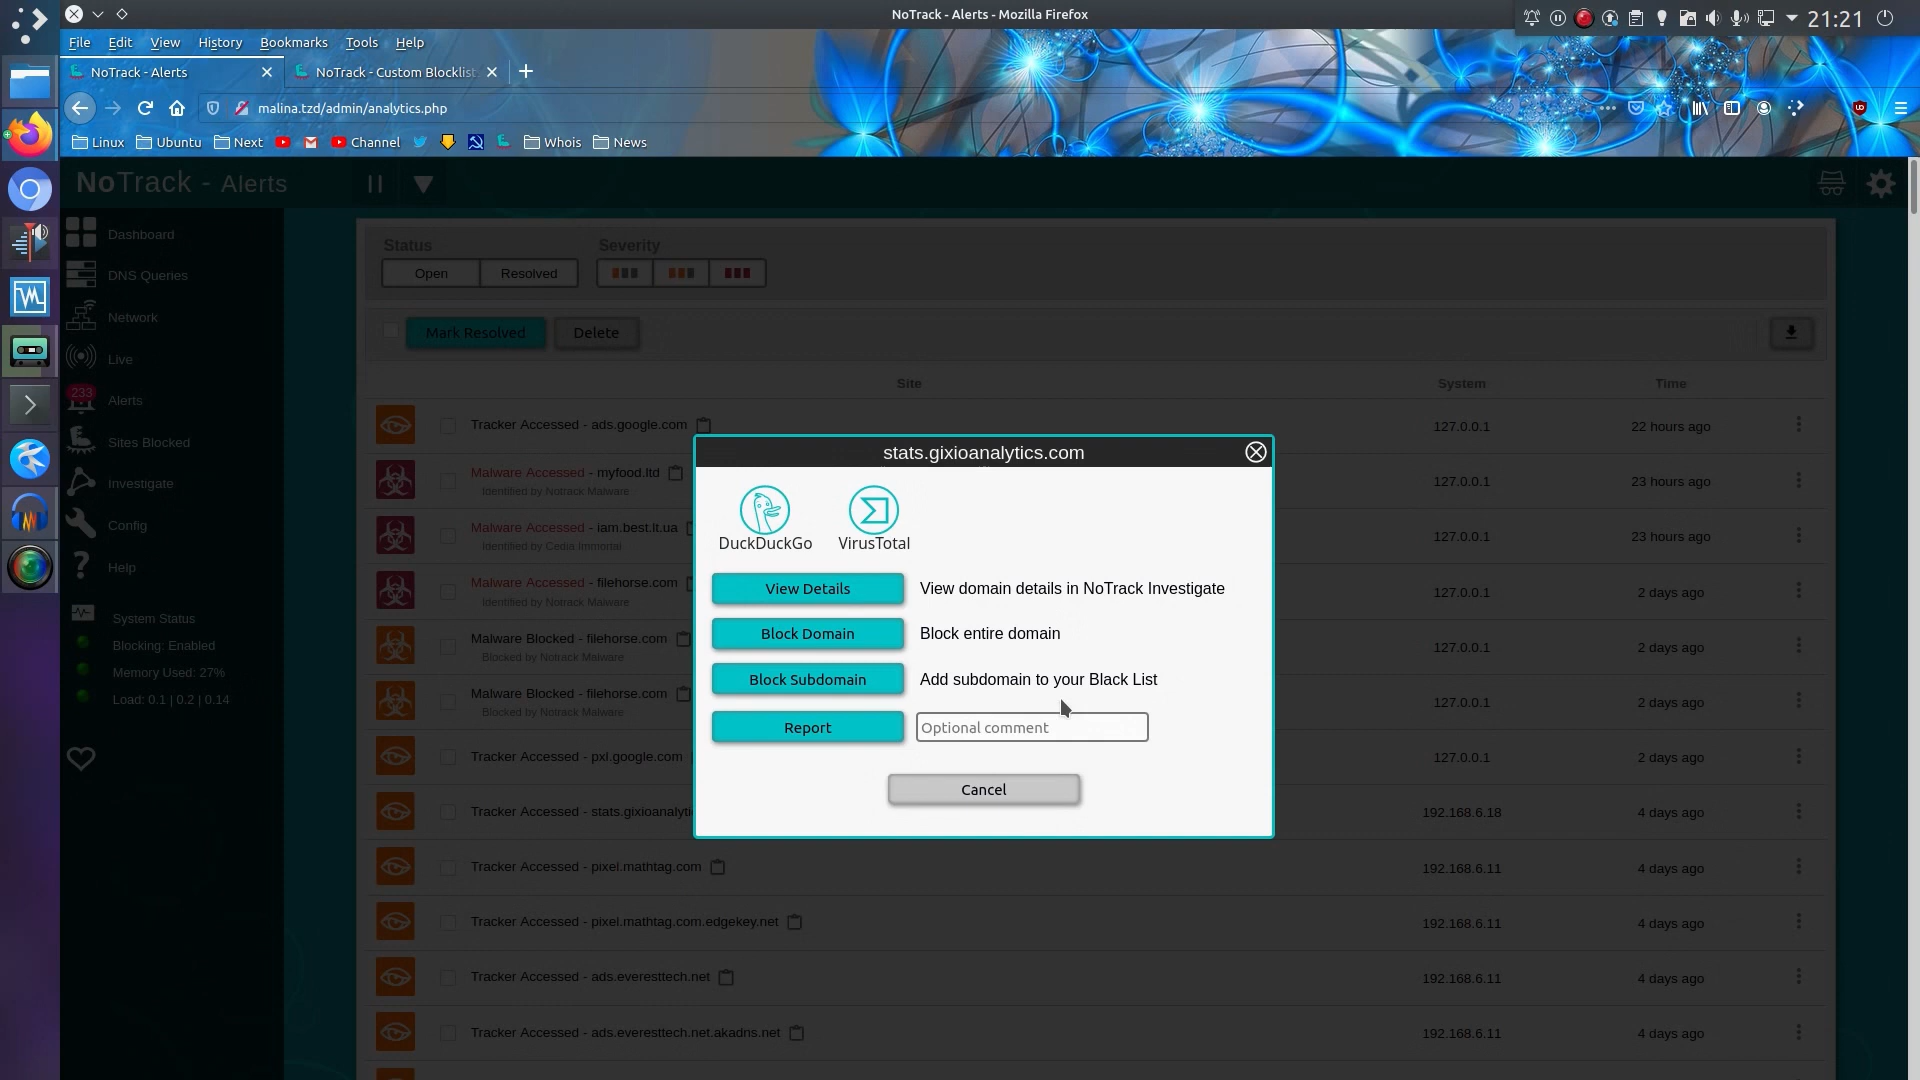 NoTrack - Alerts - Mozilla Firefox
21:21
File Edit View History Bookmarks Tools Help
NoTrack - Alerts
NoTrack - Custom Blocklist
malina.tzd/admin/analytics.php
Linux Ubuntu Next Channel Whois News
NoTrack - Alerts
Dashboard
DNS Queries
Network
Live
233
Alerts
Sites Blocked
Investigate
Config
Help
System Status
Blocking: Enabled
Memory Used: 27%
Load: 0.1 | 0.2 | 0.14
Status Severity
Open Resolved
Mark Resolved Delete
Site System Time
Tracker Accessed - ads.google.com 127.0.0.1 22 hours ago
Malware Accessed - myfood.ltd 127.0.0.1 23 hours ago
Identified by Notrack Malware
Malware Accessed - iam.best.lt.ua 127.0.0.1 23 hours ago
Identified by Cedia Immortal
Malware Accessed - filehorse.com 127.0.0.1 2 days ago
Identified by Notrack Malware
Malware Blocked - filehorse.com 127.0.0.1 2 days ago
Blocked by Notrack Malware
Malware Blocked - filehorse.com 127.0.0.1 2 days ago
Blocked by Notrack Malware
Tracker Accessed - pxl.google.com 127.0.0.1 2 days ago
Tracker Accessed - stats.gixioanalyti 192.168.6.18 4 days ago
Tracker Accessed - pixel.mathtag.com 192.168.6.11 4 days ago
Tracker Accessed - pixel.mathtag.com.edgekey.net 192.168.6.11 4 days ago
Tracker Accessed - ads.everesttech.net 192.168.6.11 4 days ago
Tracker Accessed - ads.everesttech.net.akadns.net 192.168.6.11 4 days ago
stats.gixioanalytics.com
DuckDuckGo VirusTotal
View Details View domain details in NoTrack Investigate
Block Domain Block entire domain
Block Subdomain Add subdomain to your Black List
Report Optional comment
Cancel